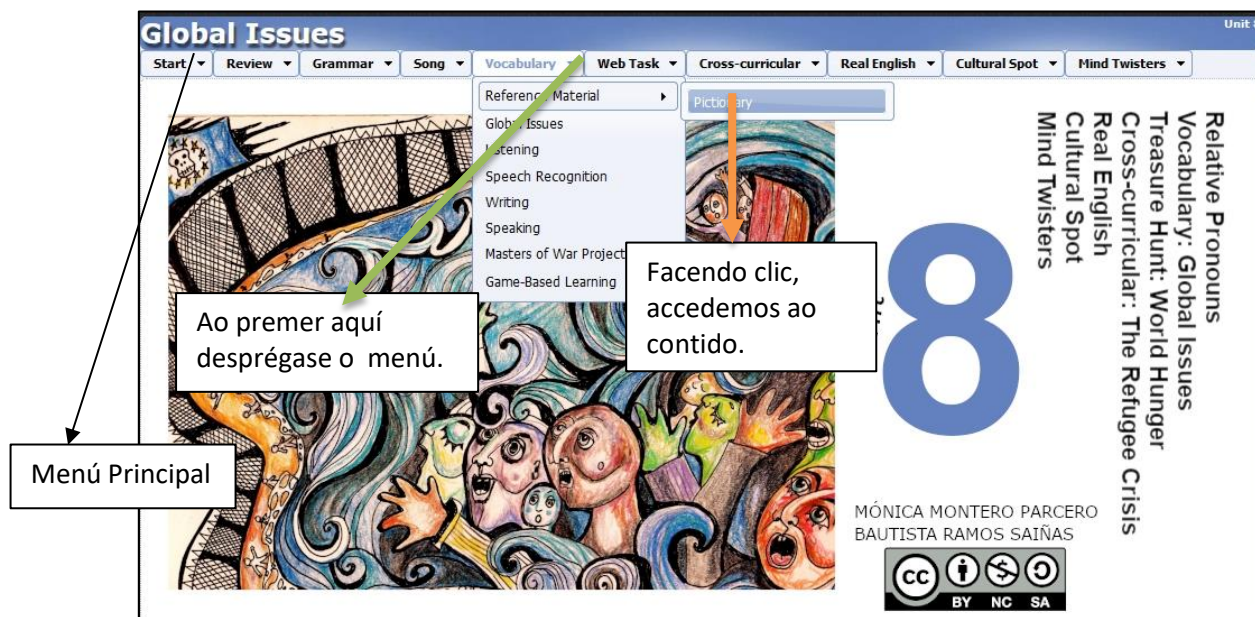 Global Issues
Unit 8
Start Review Grammar Song Vocabulary Web Task Cross-curricular Real English Cultural Spot Mind Twisters
Reference Material
Pictionary
Global Issues
Listening
Speech Recognition
Writing
Speaking
Masters of War Project
Game-Based Learning
Ao premer aquí
desprégase o menú.
Facendo clic,
accedemos ao
contido.
Menú Principal
8
Relative Pronouns
Vocabulary: Global Issues
Treasure Hunt: World Hunger
Cross-curricular: The Refugee Crisis
Real English
Cultural Spot
Mind Twisters
MÓNICA MONTERO PARCERO
BAUTISTA RAMOS SAIÑAS
CC BY NC SA